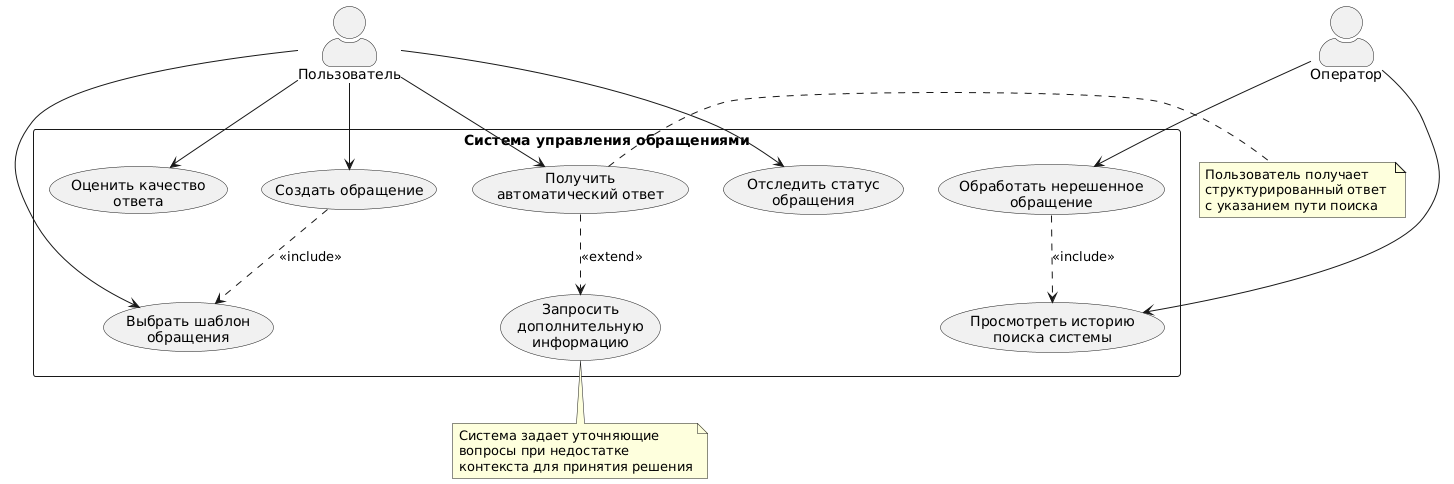 Пользователь
Оператор
Система управления обращениями
Оценить качество
ответа
Создать обращение
Получить
автоматический ответ
Отследить статус
обращения
Обработать нерешенное
обращение
Пользователь получает
структурированный ответ
с указанием пути поиска
«include»
«extend»
«include»
Выбрать шаблон
обращения
Запросить
дополнительную
информацию
Просмотреть историю
поиска системы
Система задает уточняющие
вопросы при недостатке
контекста для принятия решения